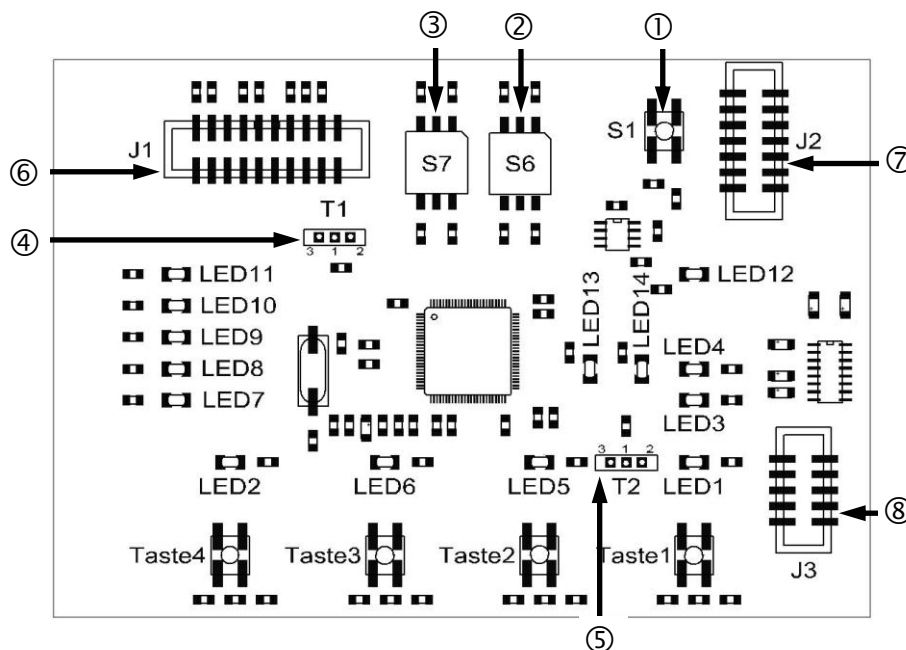 ③ ② ①
S1
J2
J1
S7 S6
⑥ ⑦
T1
④
3 1 2
LED11 LED13 LED14 LED12
LED10
LED9 LED4
LED8
LED7 LED3
3 1 2
LED2 LED6 LED5 T2 LED1
⑧
Taste4 Taste3 Taste2 Taste1
J3
⑤